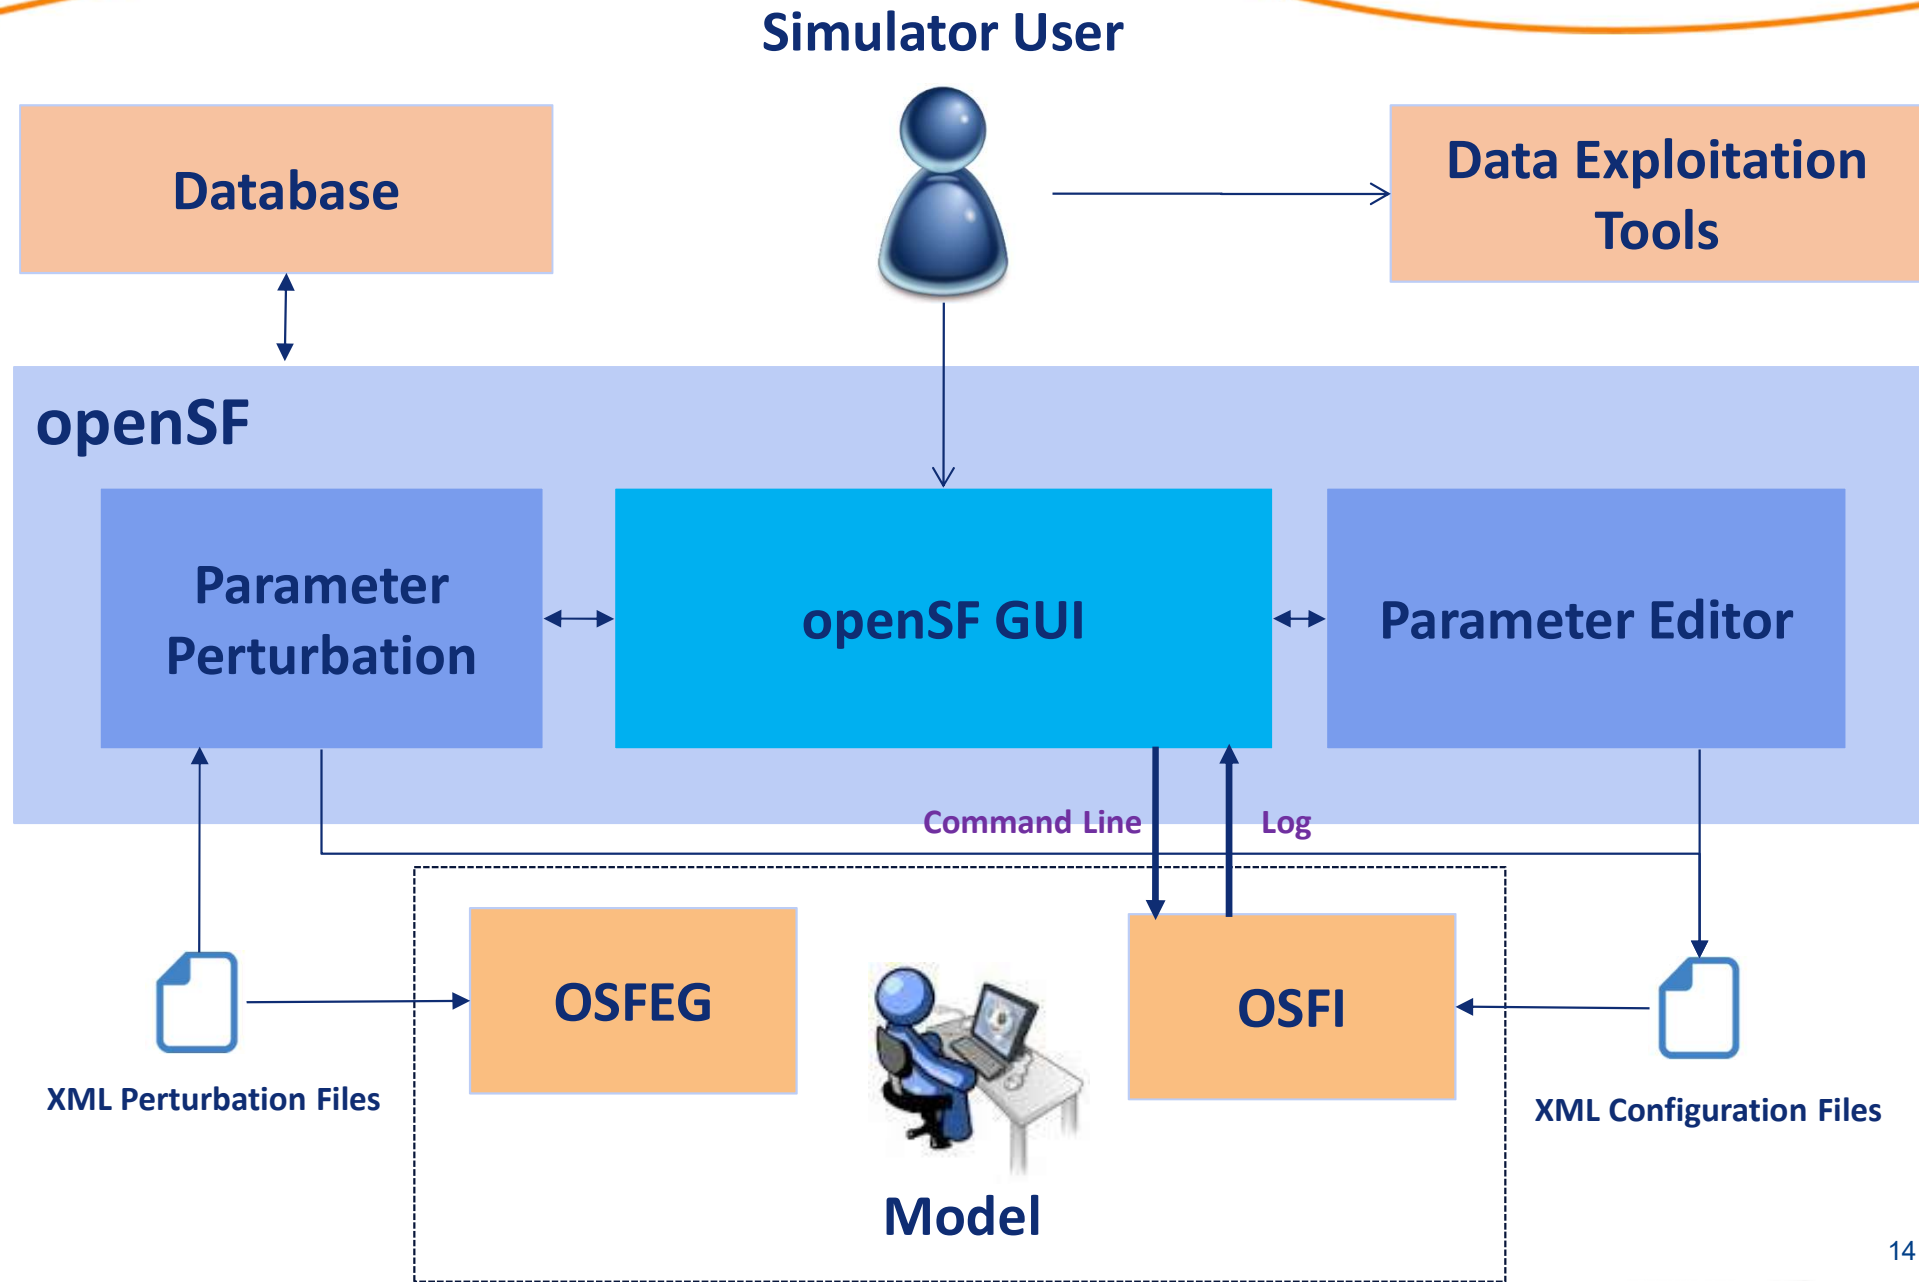 Simulator User
Database
Data Exploitation
Tools
openSF
Parameter
Perturbation
openSF GUI
Parameter Editor
Command Line
Log
OSFEG
OSFI
XML Perturbation Files
XML Configuration Files
Model
14